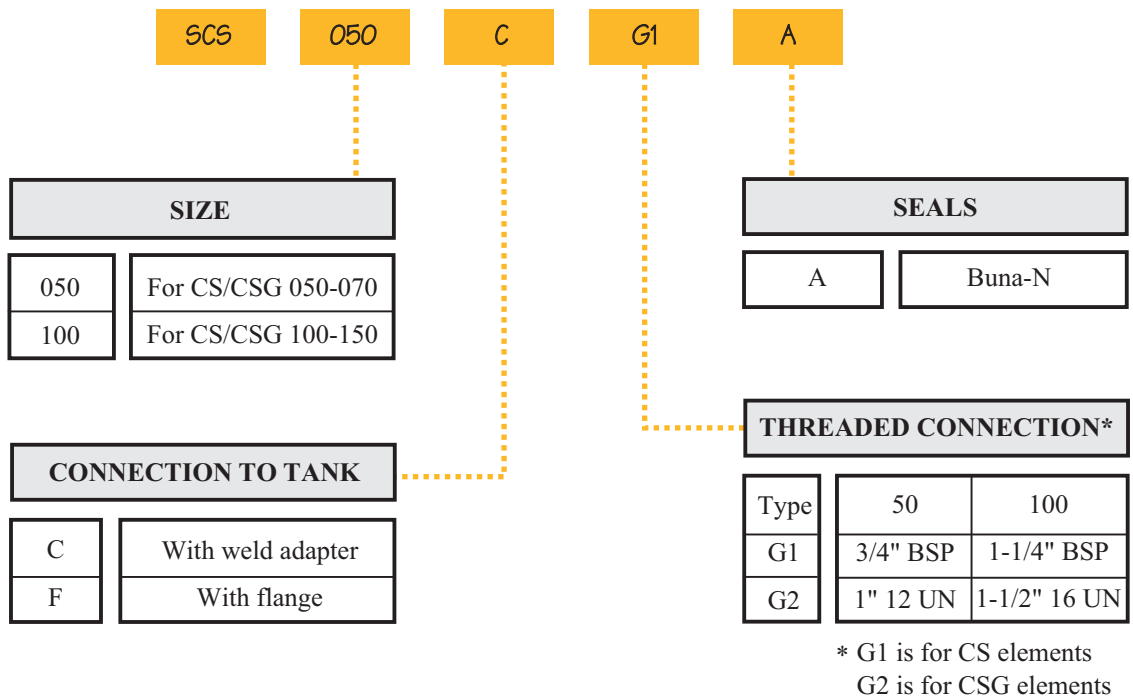 SCS 050 C G1 A
SIZE
050 For CS/CSG 050-070
100 For CS/CSG 100-150
CONNECTION TO TANK
C With weld adapter
F With flange
SEALS
A Buna-N
THREADED CONNECTION*
Type 50 100
G1 3/4" BSP 1-1/4" BSP
G2 1" 12 UN 1-1/2" 16 UN
* G1 is for CS elements
G2 is for CSG elements